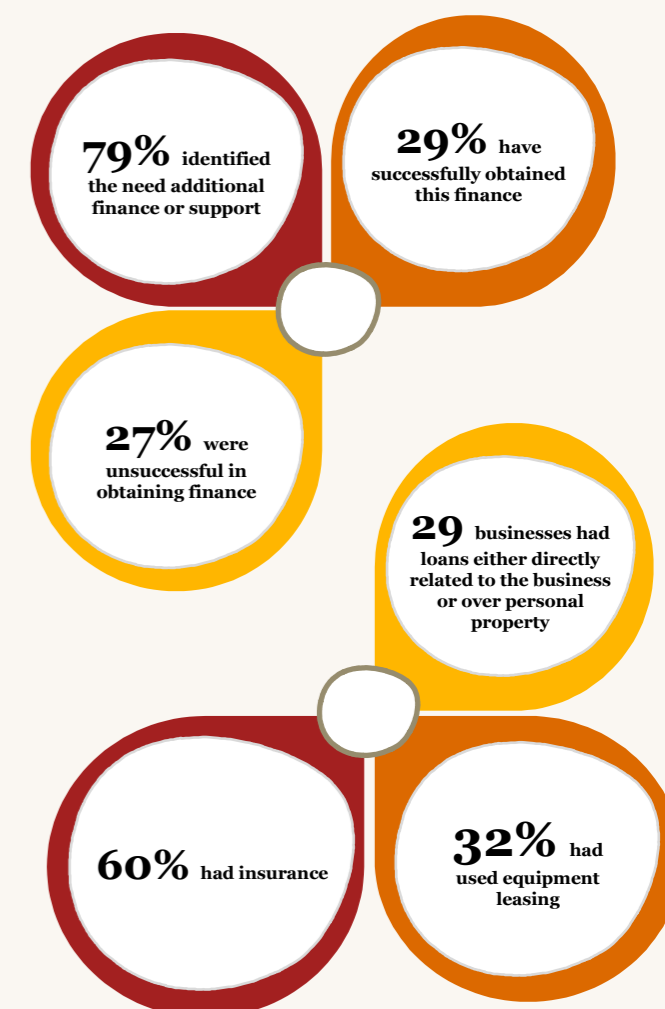 79% identified
the need additional
finance or support
29% have
successfully obtained
this finance
27% were
unsuccessful in
obtaining finance
29 businesses had
loans either directly
related to the business
or over personal
property
60% had insurance
32% had
used equipment
leasing